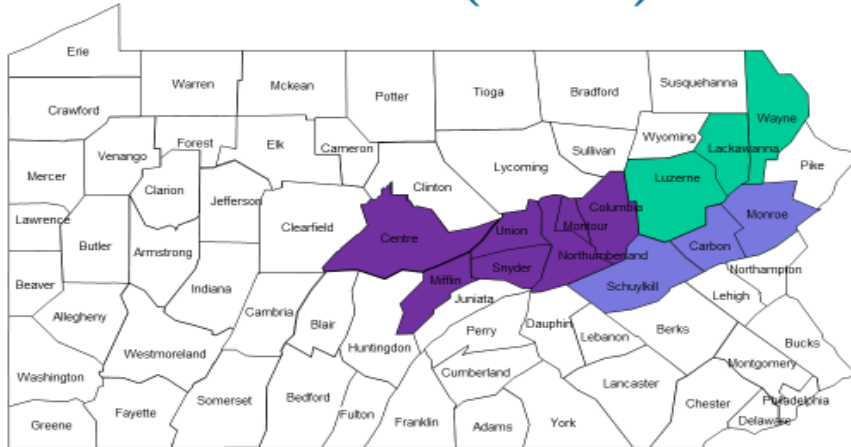 Erie
Warren
Mckean
Potter
Tioga
Bradford
Susquehanna
Wayne
Crawford
Forest
Elk
Cameron
Sullivan
Wyoming
Lackawanna
Pike
Venango
Mercer
Clarion
Jefferson
Clinton
Lycoming
Luzerne
Lawrence
Butler
Armstrong
Clearfield
Centre
Union
Montour
Columbia
Monroe
Carbon
Beaver
Indiana
Mifflin
Snyder
Northumberland
Schuylkill
Northampton
Lehigh
Allegheny
Cambria
Blair
Juniata
Huntingdon
Perry
Dauphin
Lebanon
Berks
Bucks
Washington
Westmoreland
Cumberland
Lancaster
Montgomery
Greene
Fayette
Somerset
Bedford
Fulton
Franklin
Adams
York
Chester
Delaware
Philadelphia